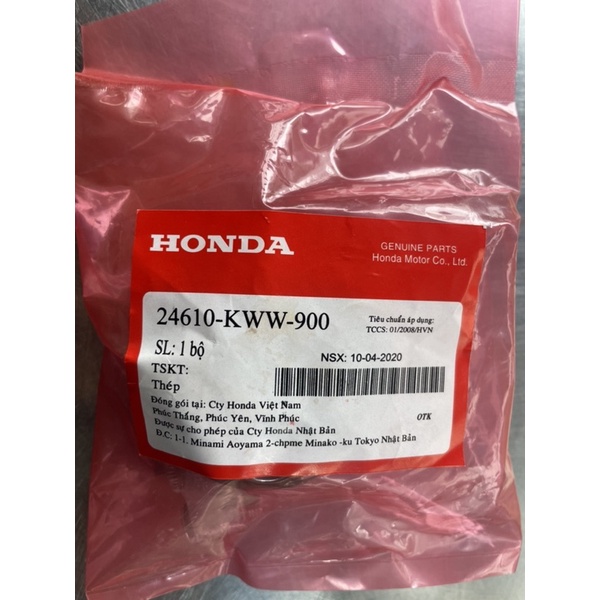 HONDA
GENUINE PARTS
Honda Motor Co., Ltd.
24610-KWW-900
Tiêu chuẩn áp dụng:
TCCS: 01/2008/HVN
SL: 1 bộ
NSX: 10-04-2020
TSKT:
Thép
Đóng gói tại: Cty Honda Việt Nam
Phúc Thắng, Phúc Yên, Vĩnh Phúc
OTK
Được sự cho phép của Cty Honda Nhật Bản
Đ.C: 1-1. Minami Aoyama 2-chpme Minako -ku Tokyo Nhật Bản